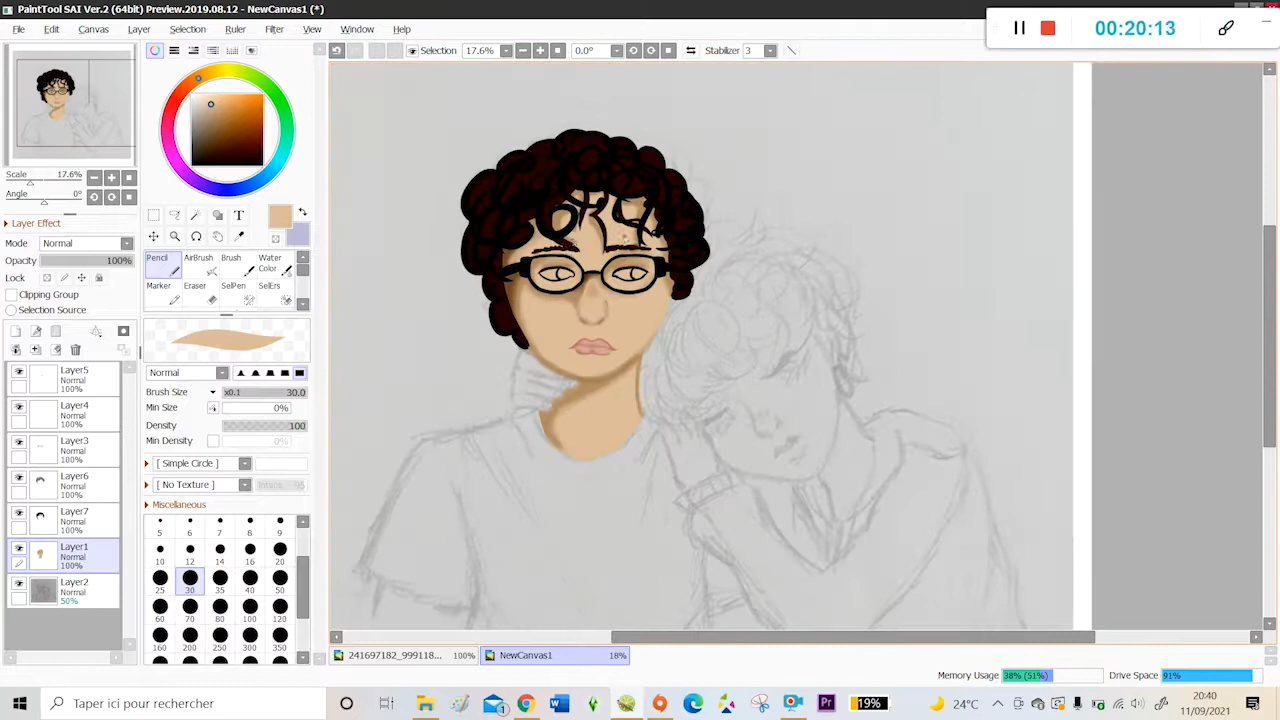 PaintTool SAI Ver.2 (64bit) Preview.2019.08.12 - NewCanvas1 (*)
File Edit Canvas Layer Selection Ruler Filter View Window Help
00:20:13
Selection 17.6% 0.0° Stabilizer 3
Scale 17.6%
Angle 0°
Layer Effect
Mode Normal
Opacity 100%
Lock
Clipping Group
Selection Source
Layer5
Normal
100%
Layer4
Normal
100%
Layer3
Normal
100%
Layer6
Normal
100%
Layer7
Normal
100%
Layer1
Normal
100%
Layer2
Normal
50%
T
Pencil AirBrush Brush Water Color
Marker Eraser SelPen SelErs
Normal
Brush Size x0.1 30.0
Min Size 0%
Density 100
Min Density 0%
[ Simple Circle ]
[ No Texture ] Intens. 95
Miscellaneous
5 6 7 8 9
10 12 14 16 20
25 30 35 40 50
60 70 80 100 120
160 200 250 300 350
241697182_999118... 100% NewCanvas1 18%
Memory Usage 38% (51%) Drive Space 91%
Taper ici pour rechercher
1
W
Pr
19%
24°C
20:40
11/09/2021